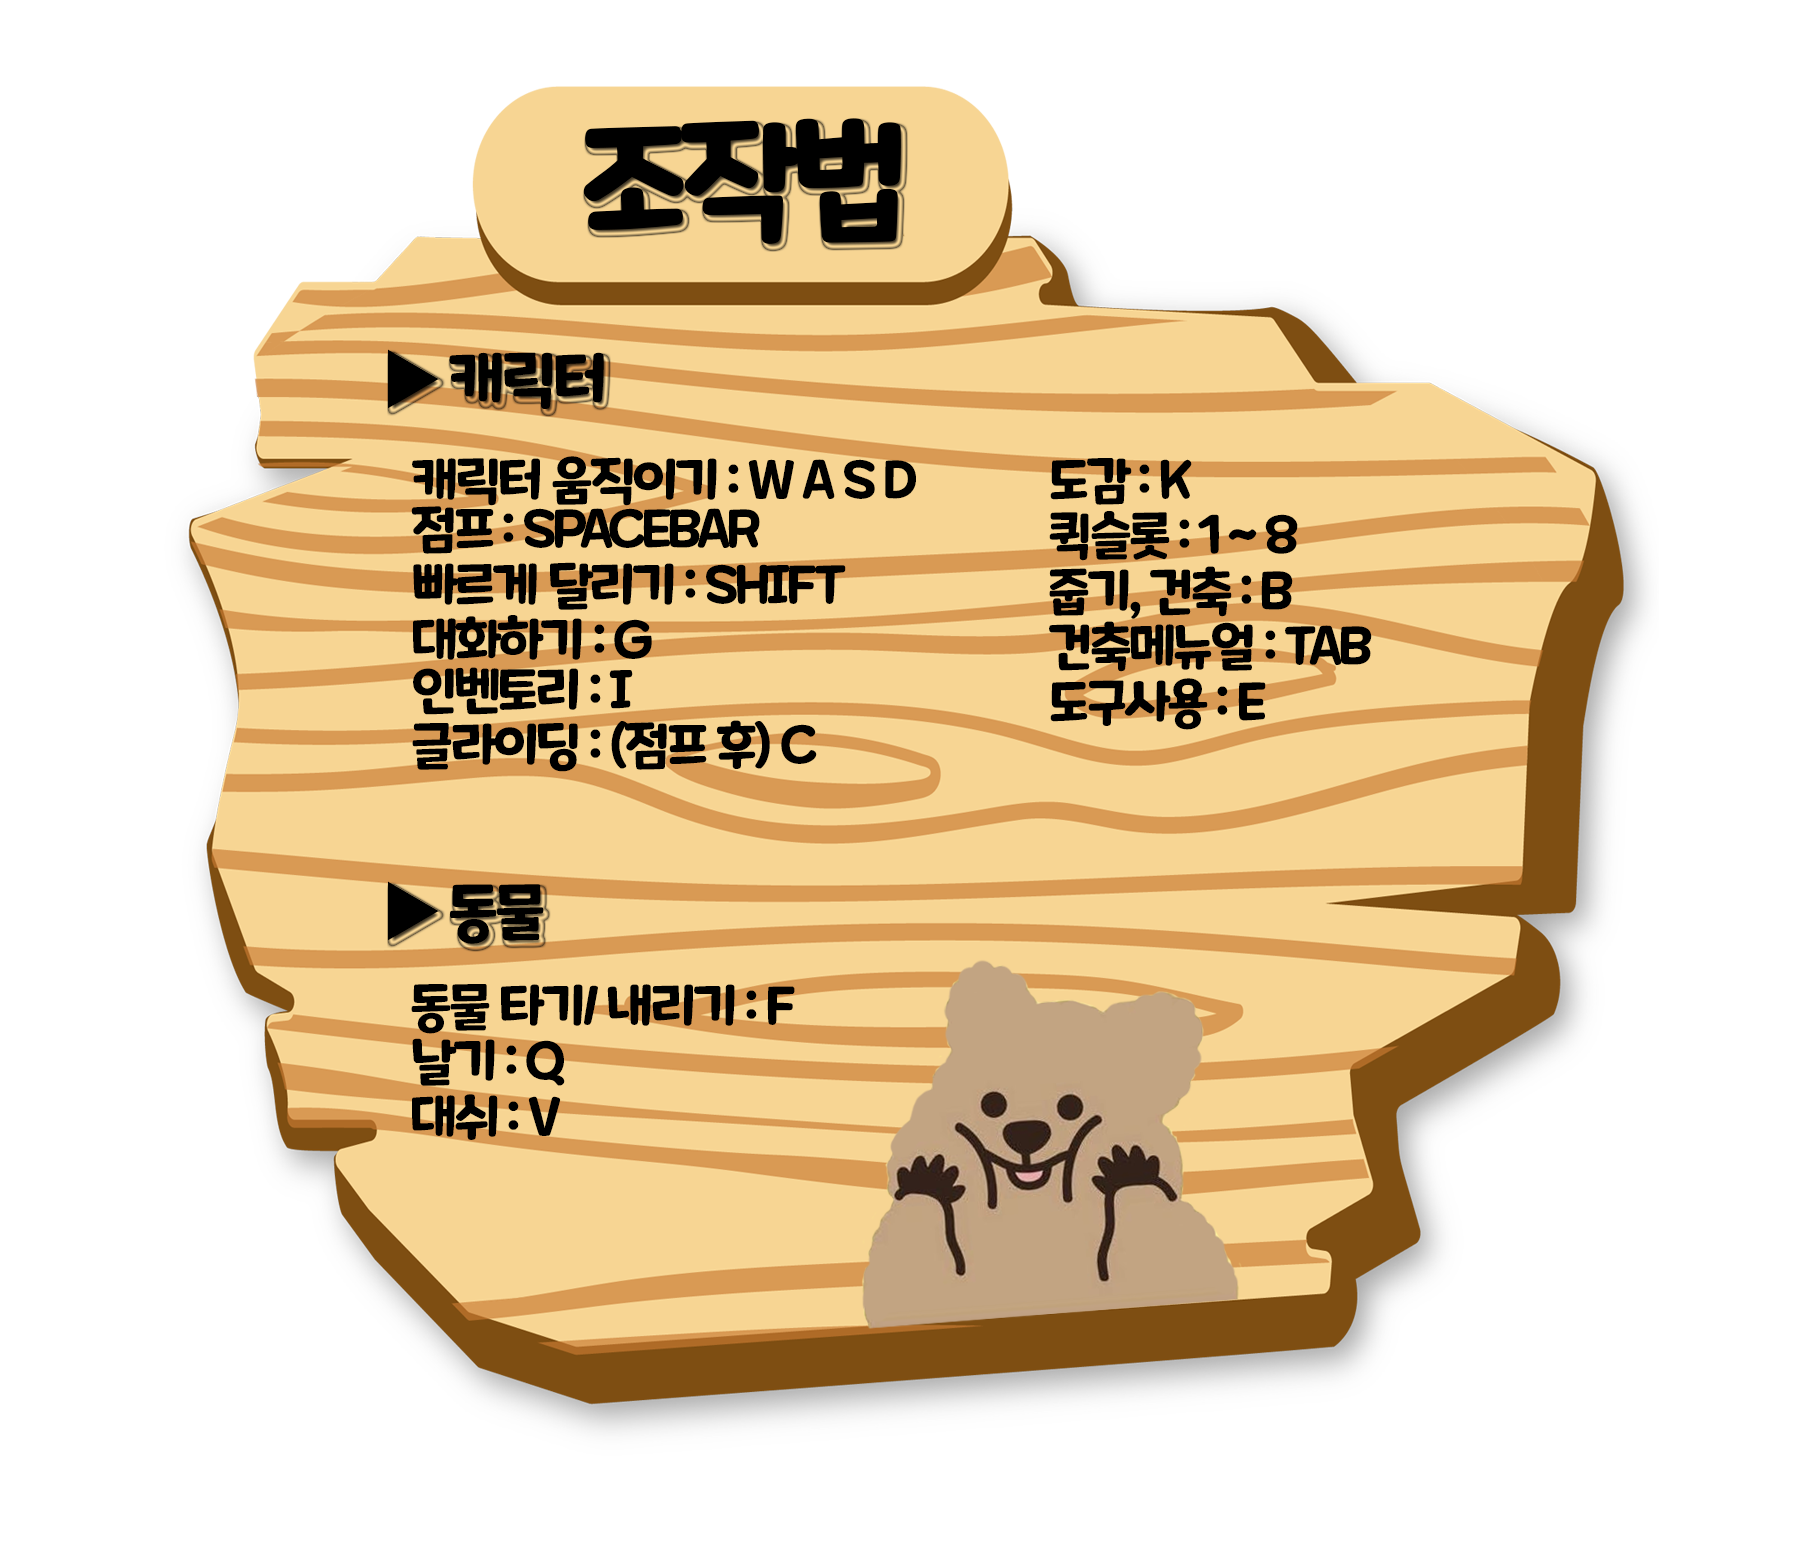 조작법
▶ 캐릭터
캐릭터 움직이기 : W A S D
점프 : SPACEBAR
빠르게 달리기 : SHIFT
대화하기 : G
인벤토리 : I
글라이딩 : (점프 후) C
도감 : K
퀵슬롯 : 1 ~ 8
줍기, 건축 : B
건축메뉴얼 : TAB
도구사용 : E
▶ 동물
동물 타기/ 내리기 : F
날기 : Q
대쉬 : V